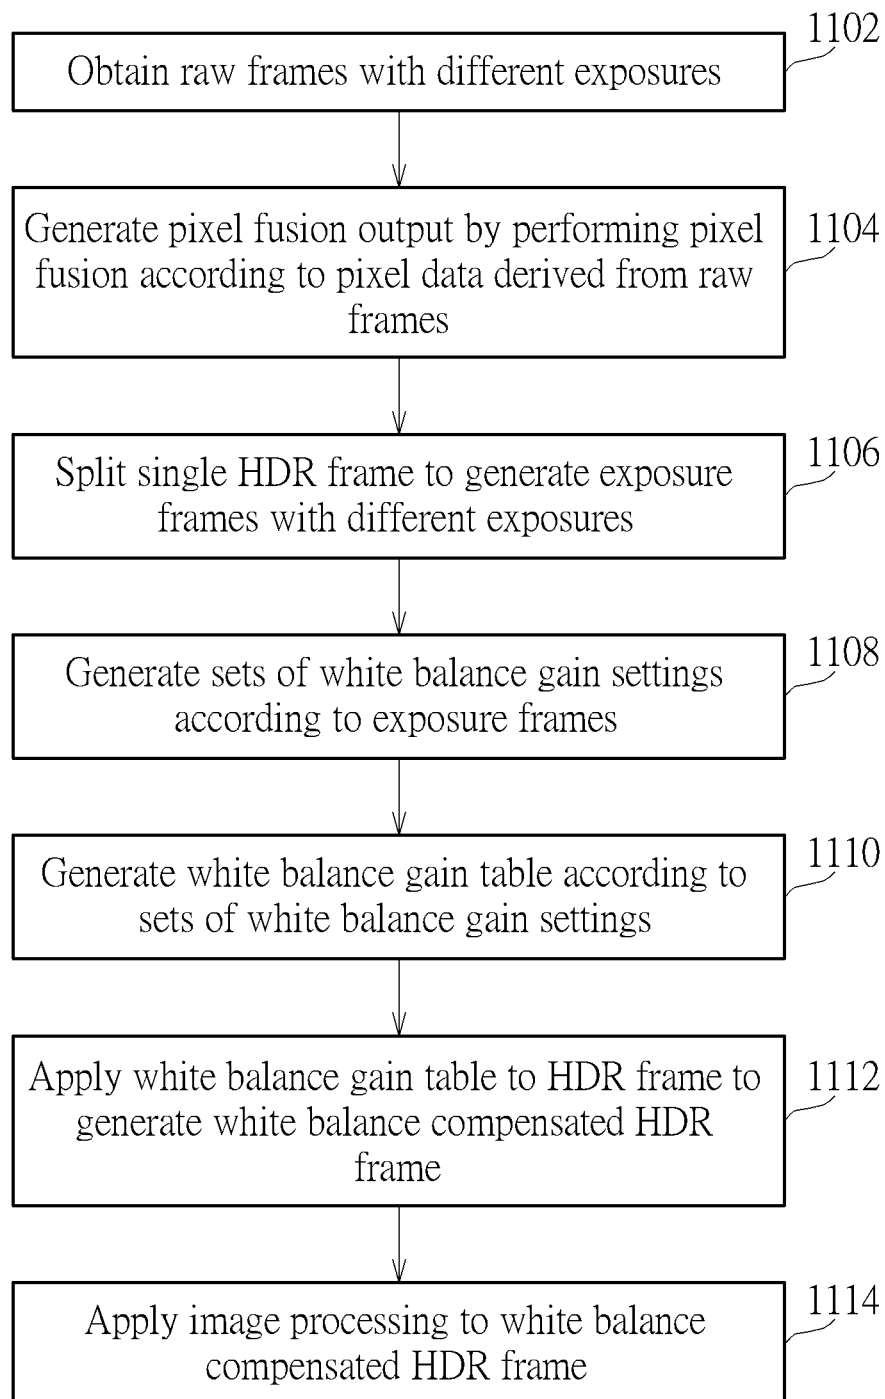 1102
Obtain raw frames with different exposures
1104
Generate pixel fusion output by performing pixel
fusion according to pixel data derived from raw
frames
1106
Split single HDR frame to generate exposure
frames with different exposures
1108
Generate sets of white balance gain settings
according to exposure frames
1110
Generate white balance gain table according to
sets of white balance gain settings
1112
Apply white balance gain table to HDR frame to
generate white balance compensated HDR
frame
1114
Apply image processing to white balance
compensated HDR frame